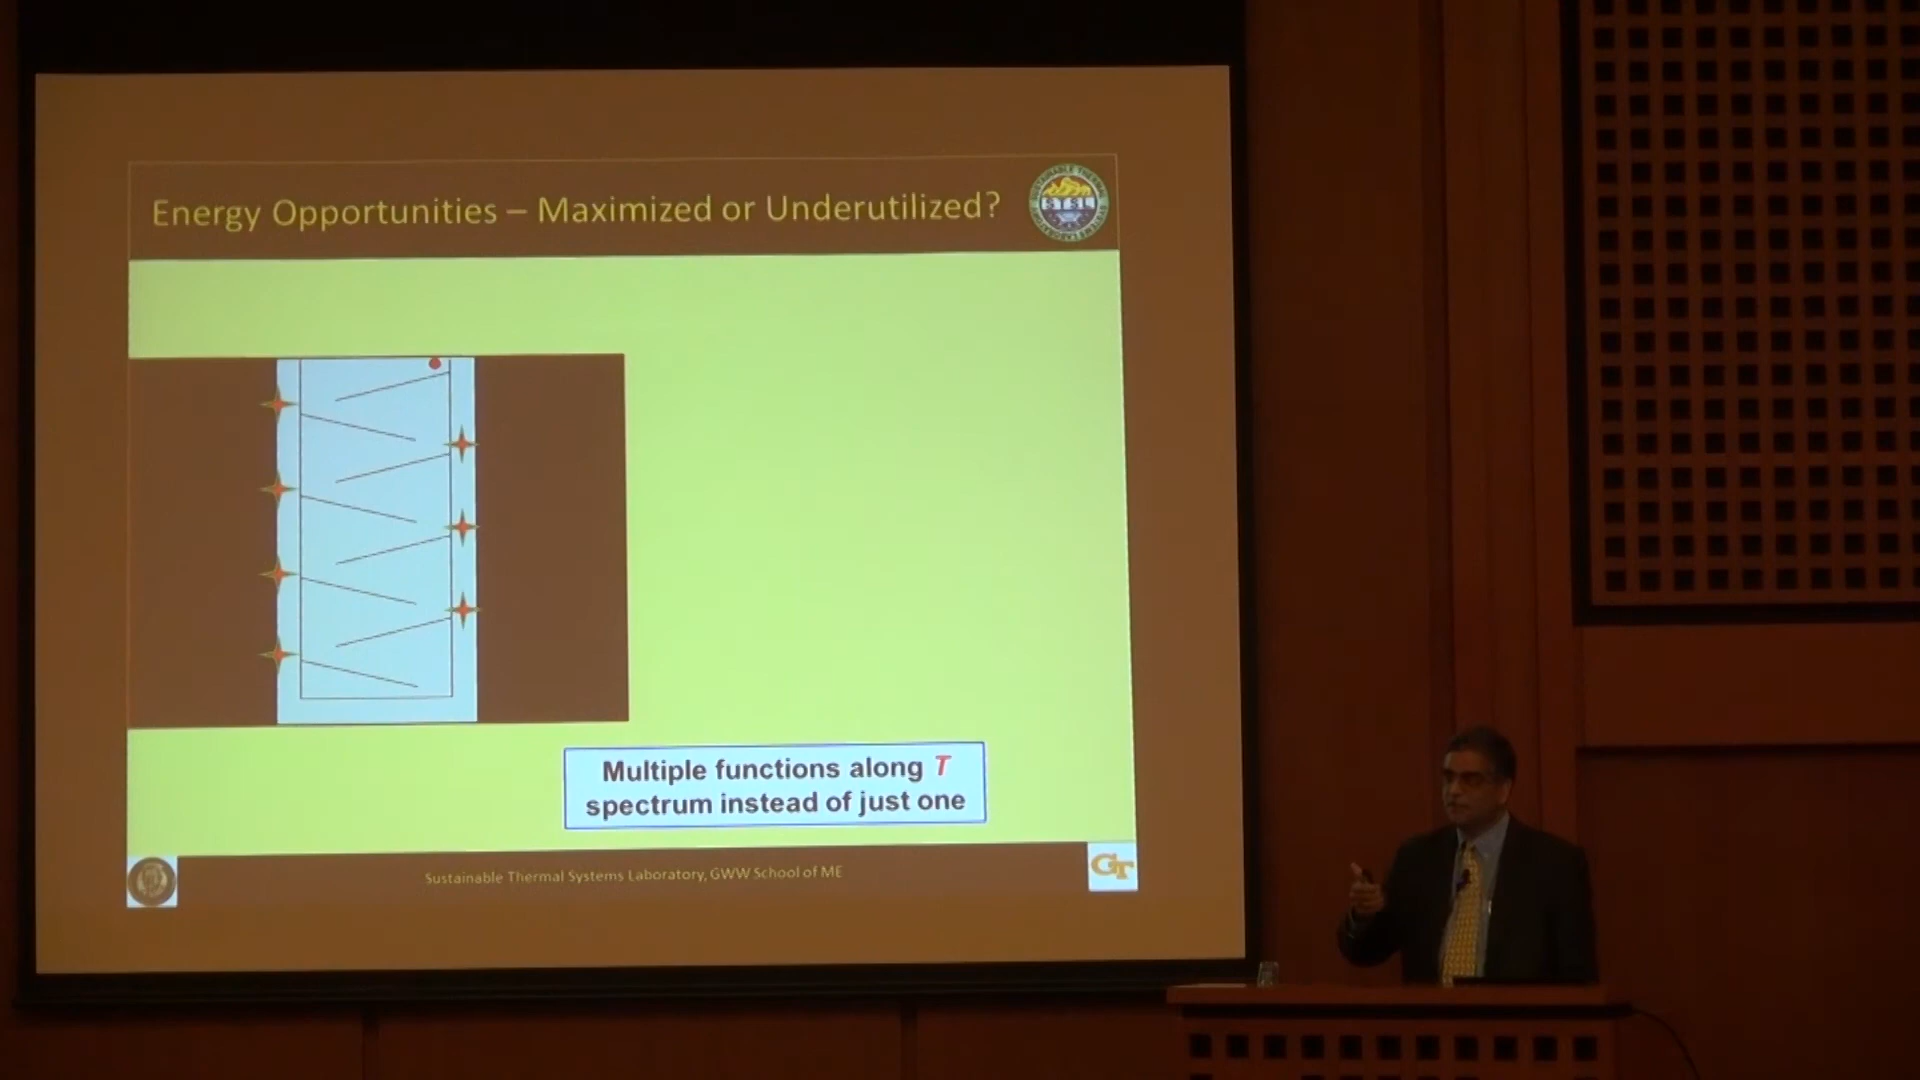 Energy Opportunities – Maximized or Underutilized?
STSL
Multiple functions along T
spectrum instead of just one
Sustainable Thermal Systems Laboratory, GWW School of ME
GT